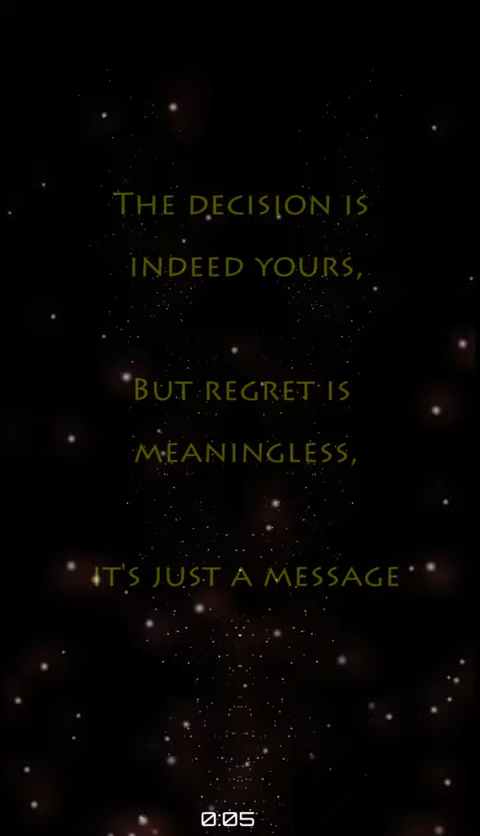 The decision is
indeed yours,
But regret is
meaningless,
it's just a message
0:05